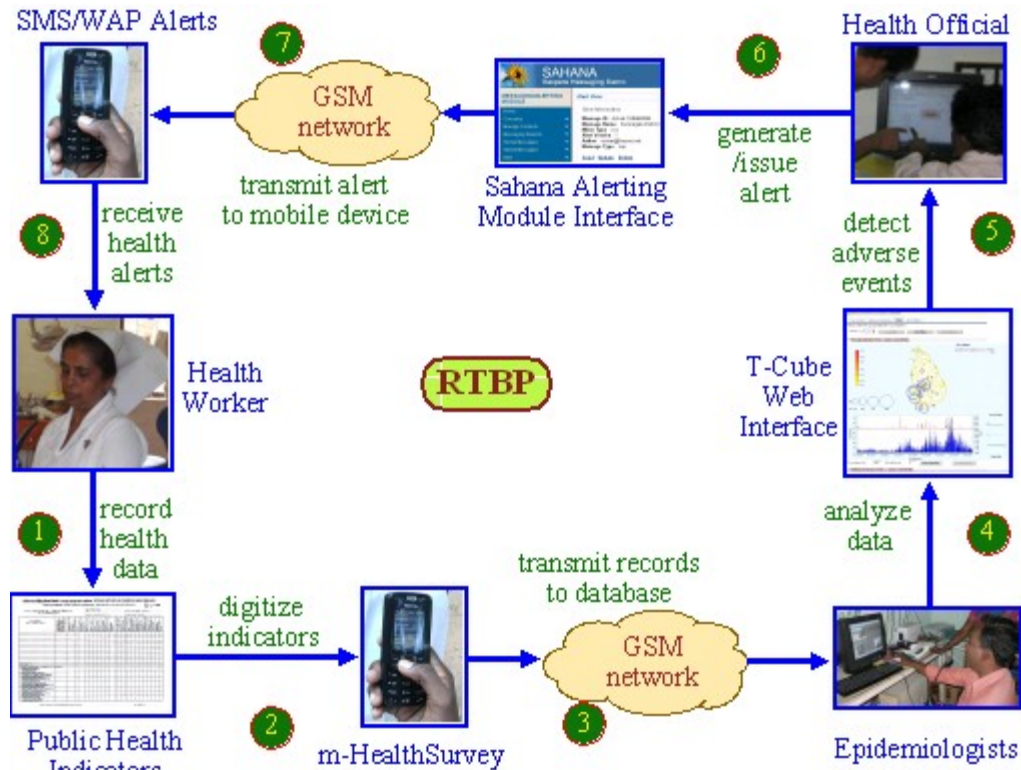 SMS/WAP Alerts
7
GSM
network
transmit alert
to mobile device
SAHANA
Sahana Alerting
Module Interface
6
generate
/issue
alert
Health Official
8
receive
health
alerts
5
detect
adverse
events
Health
Worker
RTBP
T-Cube
Web
Interface
1
record
health
data
4
analyze
data
digitize
indicators
transmit records
to database
GSM
network
2
3
Public Health
Indicators
m-HealthSurvey
Epidemiologists